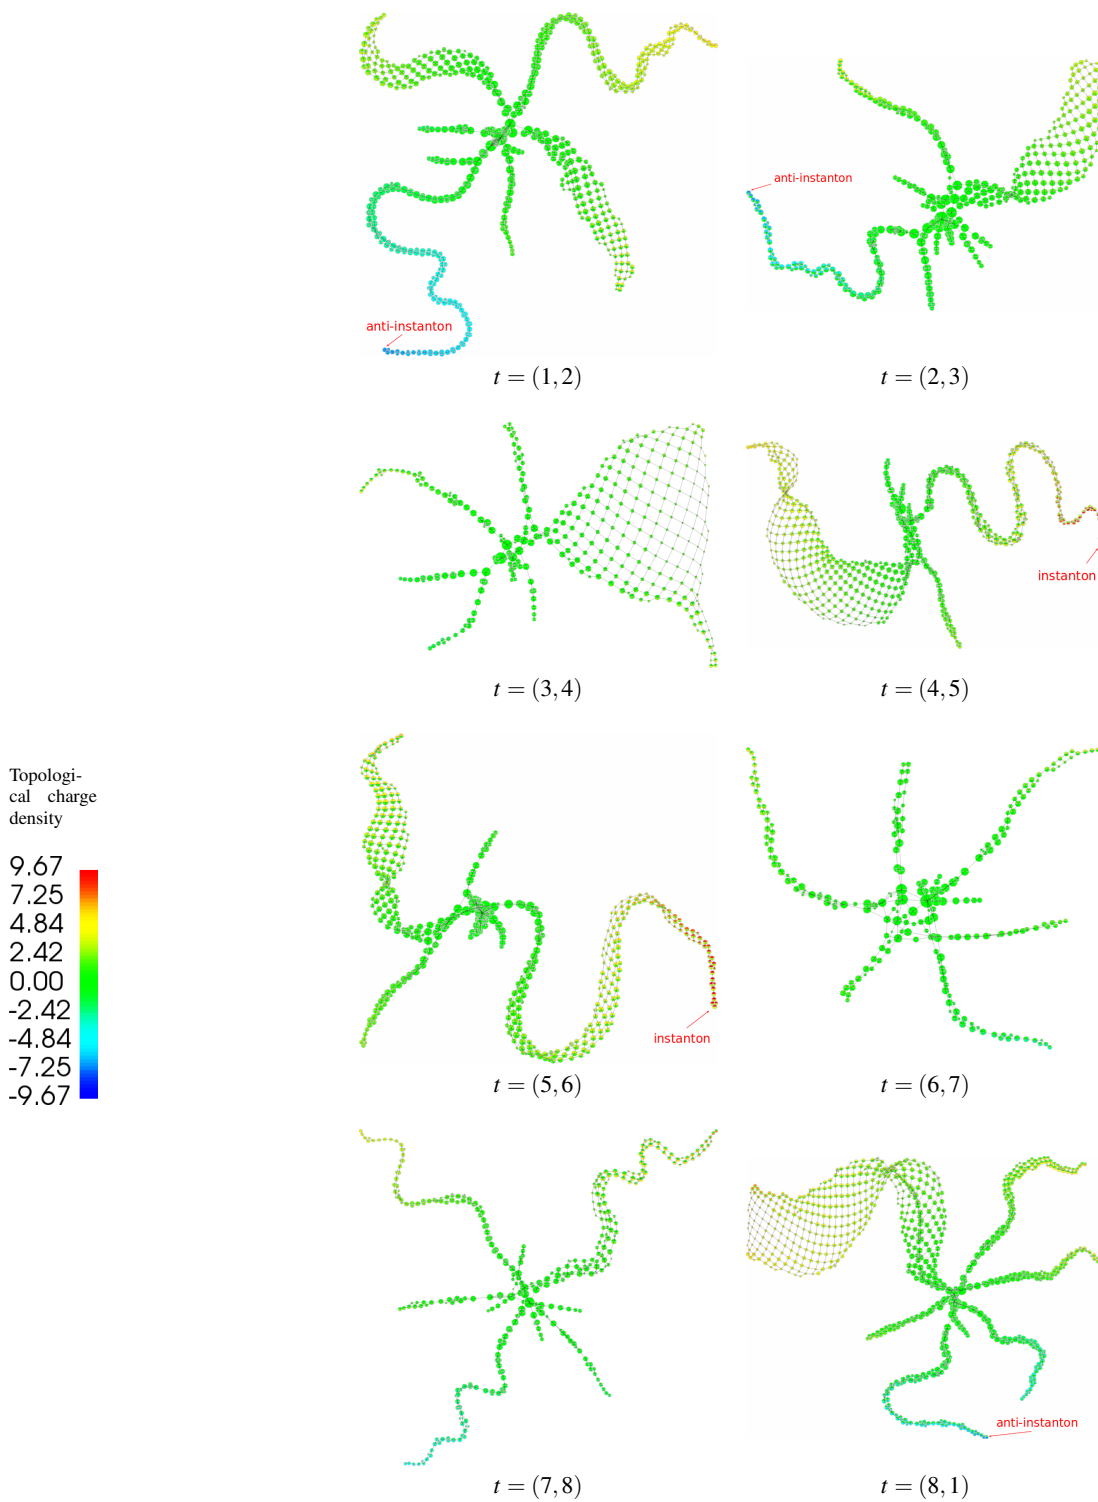 anti-instanton
anti-instanton
t = (1,2)
t = (2,3)
instanton
t = (3,4)
t = (4,5)
Topologi-
cal charge
density
9.67
7.25
4.84
2.42
0.00
-2.42
-4.84
-7.25
-9.67
instanton
t = (5,6)
t = (6,7)
anti-instanton
t = (7,8)
t = (8,1)